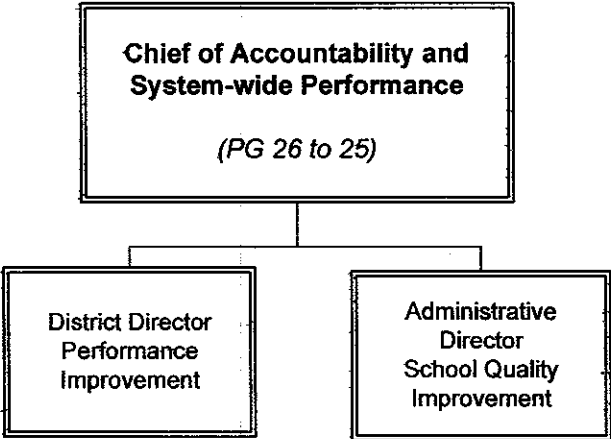 Chief of Accountability and
System-wide Performance
(PG 26 to 25)
District Director
Performance
Improvement
Administrative
Director
School Quality
Improvement